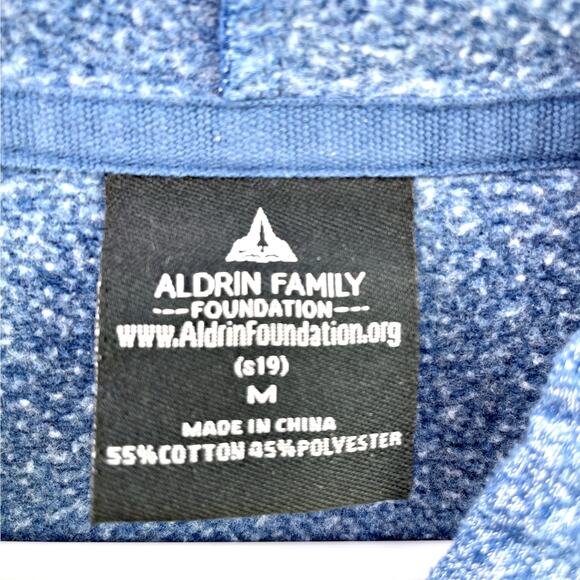 ALDRIN FAMILY
---FOUNDATION---
www.AldrinFoundation.org
(s19)
M
MADE IN CHINA
55%COTTON 45%POLYESTER